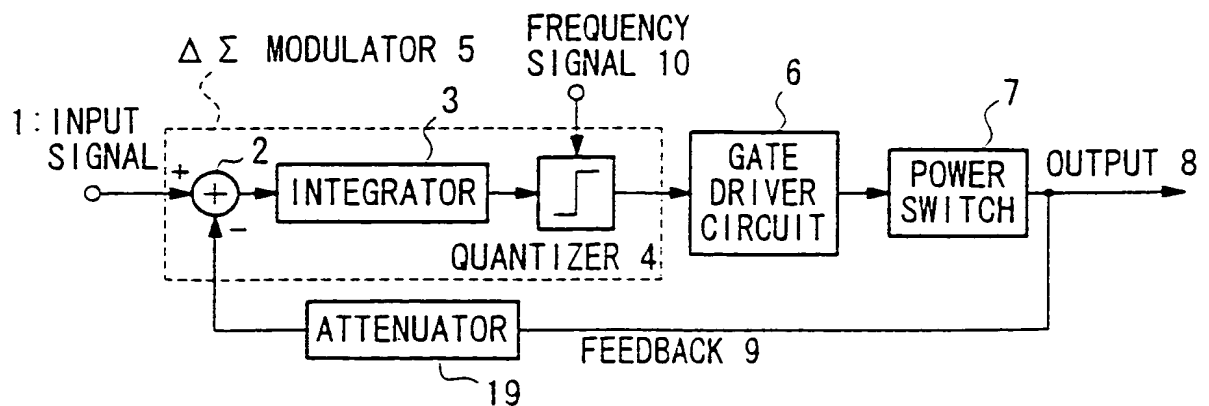 Δ Σ MODULATOR 5
FREQUENCY
SIGNAL 10
6
7
1: INPUT
SIGNAL
3
+
2
+
−
INTEGRATOR
QUANTIZER 4
GATE
DRIVER
CIRCUIT
POWER
SWITCH
OUTPUT 8
ATTENUATOR
FEEDBACK 9
19